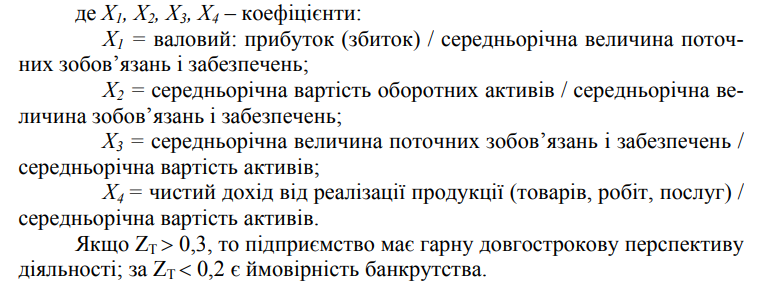 де X1, X2, X3, X4 – коефіцієнти:
X1 = валовий: прибуток (збиток) / середньорічна величина поточ-
них зобов’язань і забезпечень;
X2 = середньорічна вартість оборотних активів / середньорічна ве-
личина зобов’язань і забезпечень;
X3 = середньорічна величина поточних зобов’язань і забезпечень /
середньорічна вартість активів;
X4 = чистий дохід від реалізації продукції (товарів, робіт, послуг) /
середньорічна вартість активів.
Якщо ZТ > 0,3, то підприємство має гарну довгострокову перспективу
діяльності; за ZТ < 0,2 є ймовірність банкрутства.